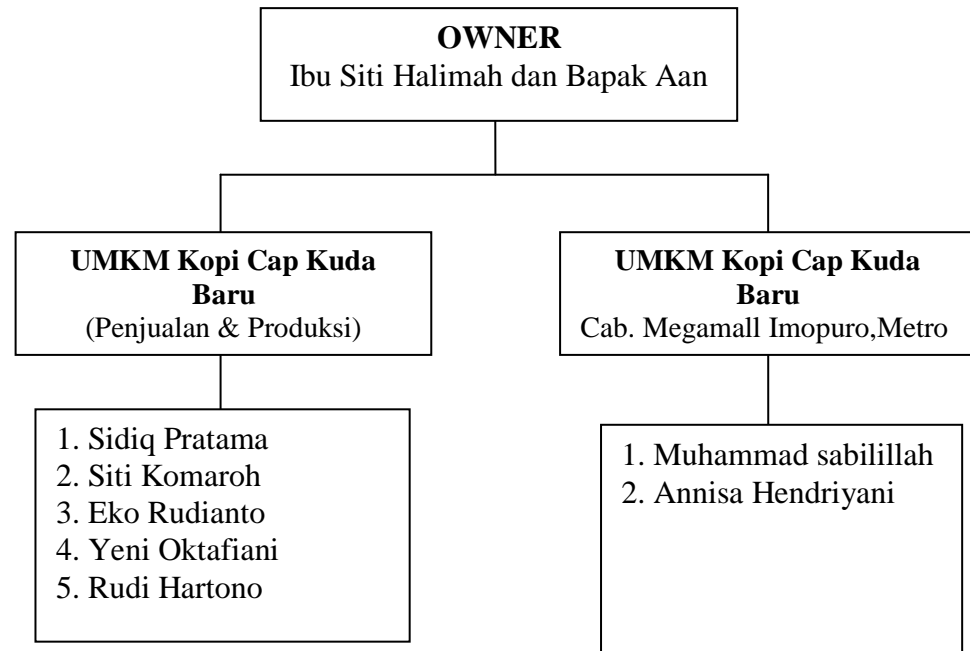 OWNER
Ibu Siti Halimah dan Bapak Aan
UMKM Kopi Cap Kuda
Baru
(Penjualan & Produksi)
UMKM Kopi Cap Kuda
Baru
Cab. Megamall Imopuro,Metro
1. Sidiq Pratama
2. Siti Komaroh
3. Eko Rudianto
4. Yeni Oktafiani
5. Rudi Hartono
1. Muhammad sabilillah
2. Annisa Hendriyani